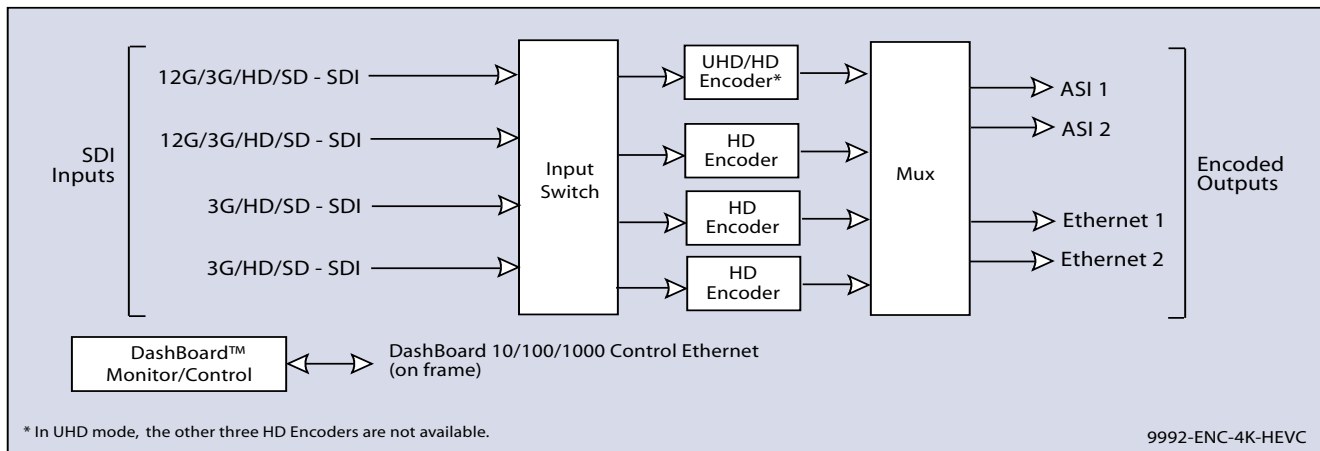 SDI
Inputs
12G/3G/HD/SD - SDI
12G/3G/HD/SD - SDI
3G/HD/SD - SDI
3G/HD/SD - SDI
Input
Switch
UHD/HD
Encoder*
HD
Encoder
HD
Encoder
HD
Encoder
Mux
ASI 1
ASI 2
Ethernet 1
Ethernet 2
Encoded
Outputs
DashBoard™
Monitor/Control
DashBoard 10/100/1000 Control Ethernet
(on frame)
* In UHD mode, the other three HD Encoders are not available.
9992-ENC-4K-HEVC